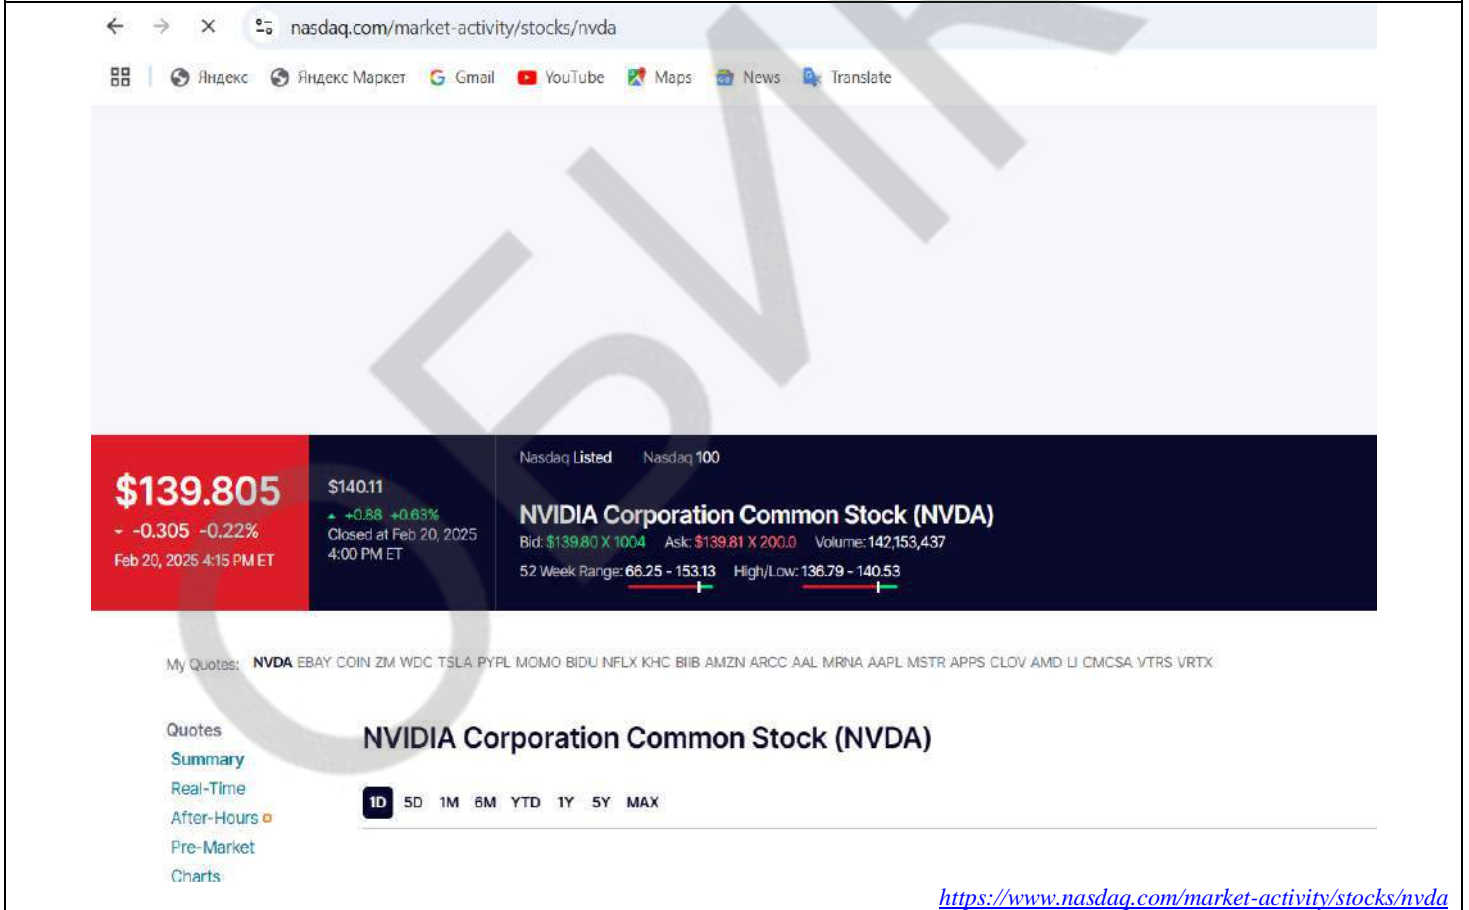 nasdaq.com/market-activity/stocks/nvda
Яндекс Яндекс Маркет Gmail YouTube Maps News Translate
Nasdaq Listed Nasdaq 100
$139.805
-0.305 -0.22%
Feb 20, 2025 4:15 PM ET
$140.11
+0.88 +0.63%
Closed at Feb 20, 2025
4:00 PM ET
NVIDIA Corporation Common Stock (NVDA)
Bid: $139.80 X 1004 Ask: $139.81 X 200.0 Volume: 142,153,437
52 Week Range: 66.25 - 153.13 High/Low: 136.79 - 140.53
My Quotes: NVDA EBAY COIN ZM WDC TSLA PYPL MOMO BIDU NFLX KHC BIIB AMZN ARCC AAL MRNA AAPL MSTR APPS CLOV AMD LI CMCSA VTRS VRTX
Quotes
Summary
Real-Time
After-Hours
Pre-Market
Charts
NVIDIA Corporation Common Stock (NVDA)
1D 5D 1M 6M YTD 1Y 5Y MAX
https://www.nasdaq.com/market-activity/stocks/nvda